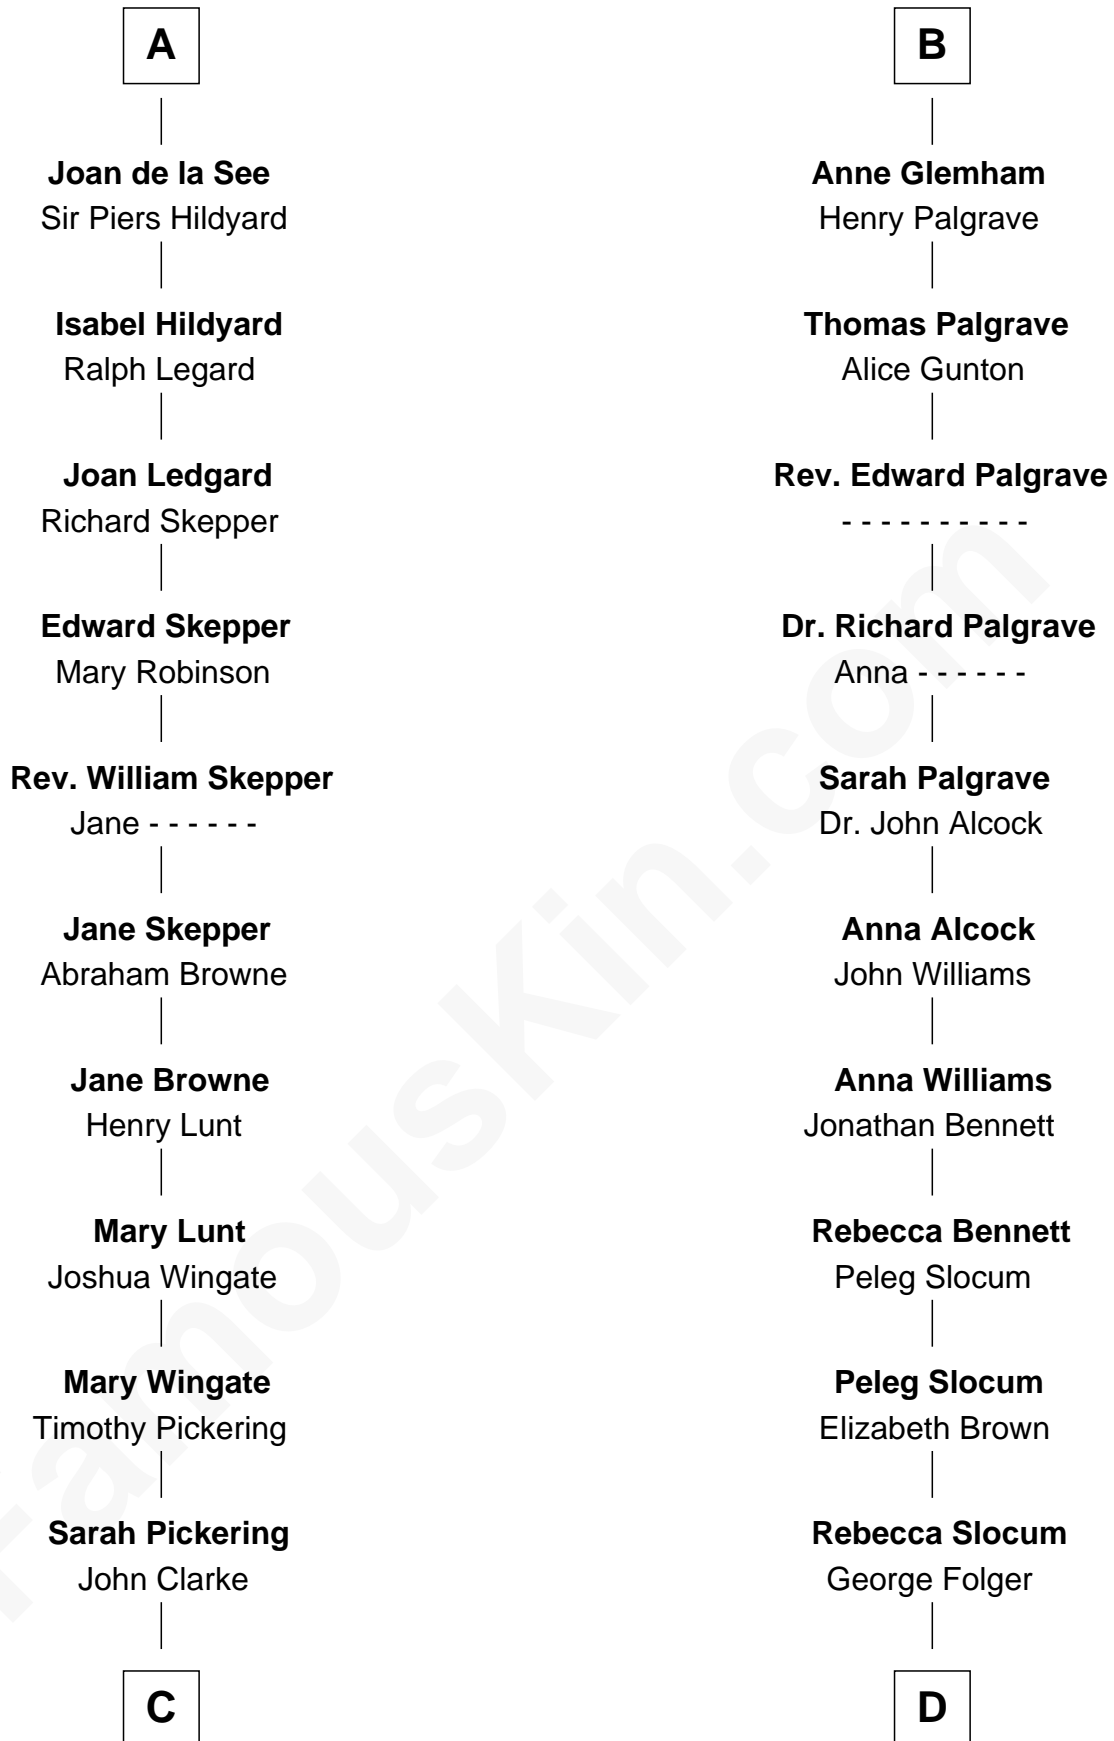 A
Joan de la See
Sir Piers Hildyard
Isabel Hildyard
Ralph Legard
Joan Ledgard
Richard Skepper
Edward Skepper
Mary Robinson
Rev. William Skepper
Jane - - - - - -
Jane Skepper
Abraham Browne
Jane Browne
Henry Lunt
Mary Lunt
Joshua Wingate
Mary Wingate
Timothy Pickering
Sarah Pickering
John Clarke
C
B
Anne Glemham
Henry Palgrave
Thomas Palgrave
Alice Gunton
Rev. Edward Palgrave
- - - - - - - - - -
Dr. Richard Palgrave
Anna - - - - - -
Sarah Palgrave
Dr. John Alcock
Anna Alcock
John Williams
Anna Williams
Jonathan Bennett
Rebecca Bennett
Peleg Slocum
Peleg Slocum
Elizabeth Brown
Rebecca Slocum
George Folger
D
FamousKin.com